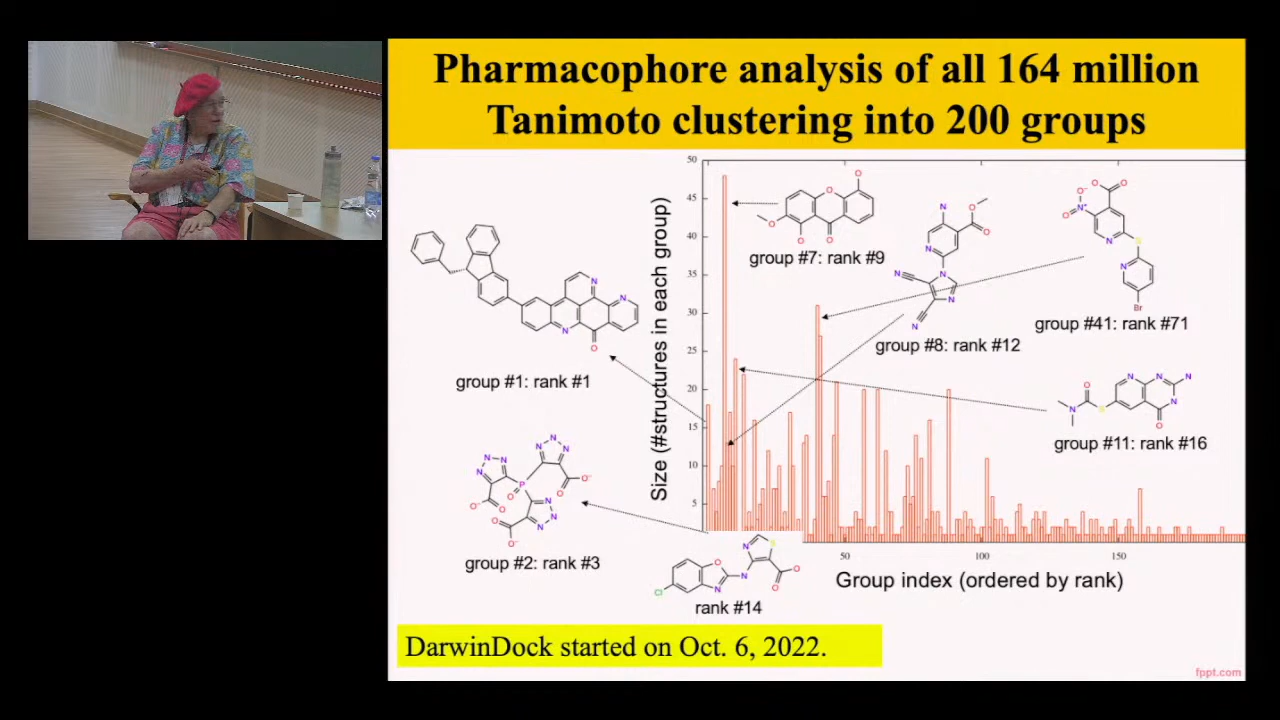 Pharmacophore analysis of all 164 million
Tanimoto clustering into 200 groups
50
45
40
35
30
25
20
15
10
5
Size (#structures in each group)
50
100
150
Group index (ordered by rank)
group #7: rank #9
group #8: rank #12
group #41: rank #71
group #11: rank #16
group #1: rank #1
group #2: rank #3
rank #14
DarwinDock started on Oct. 6, 2022.
fppt.com